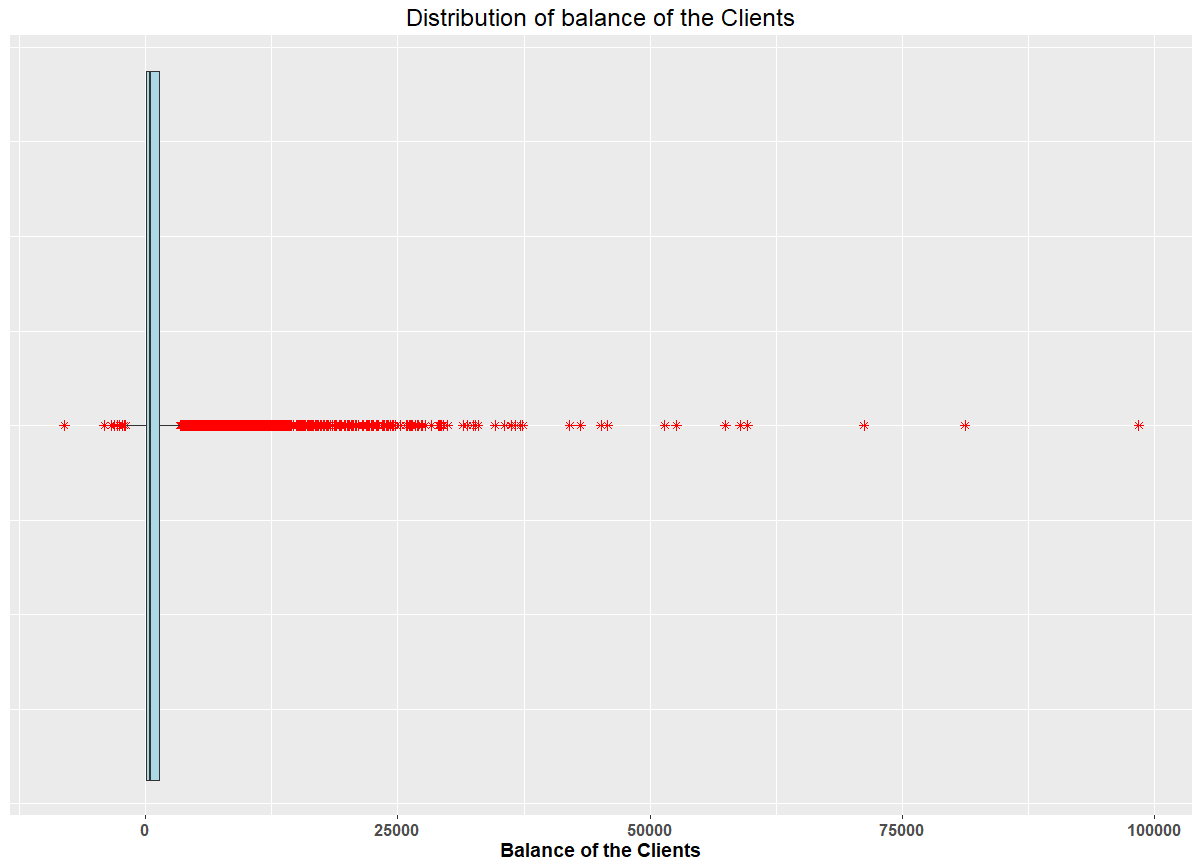 Distribution of balance of the Clients
0 25000 50000 75000 100000
Balance of the Clients